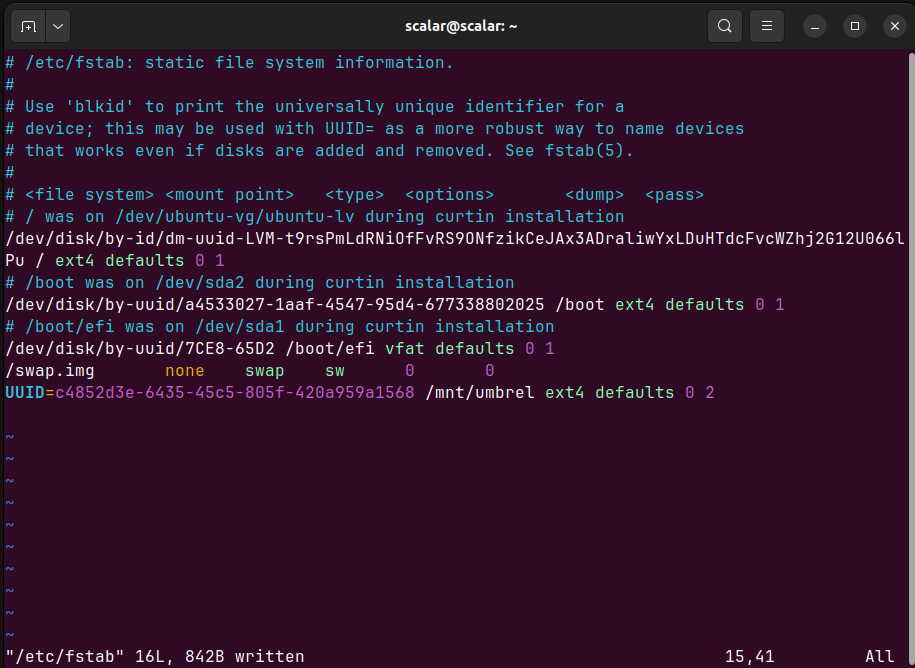 scalar@scalar: ~
# /etc/fstab: static file system information.
#
# Use 'blkid' to print the universally unique identifier for a
# device; this may be used with UUID= as a more robust way to name devices
# that works even if disks are added and removed. See fstab(5).
#
# <file system> <mount point>   <type>  <options>       <dump>  <pass>
# / was on /dev/ubuntu-vg/ubuntu-lv during curtin installation
/dev/disk/by-id/dm-uuid-LVM-t9rsPmLdRNiOfFvRS9ONfzikCeJAx3ADraliwYxLDuHTdcFvcWZhj2G12U066l
Pu / ext4 defaults 0 1
# /boot was on /dev/sda2 during curtin installation
/dev/disk/by-uuid/a4533027-1aaf-4547-95d4-677338802025 /boot ext4 defaults 0 1
# /boot/efi was on /dev/sda1 during curtin installation
/dev/disk/by-uuid/7CE8-65D2 /boot/efi vfat defaults 0 1
/swap.img       none    swap    sw      0       0
UUID=c4852d3e-6435-45c5-805f-420a959a1568 /mnt/umbrel ext4 defaults 0 2
~
~
~
~
~
~
~
~
~
~
"/etc/fstab" 16L, 842B written                                          15,41         All